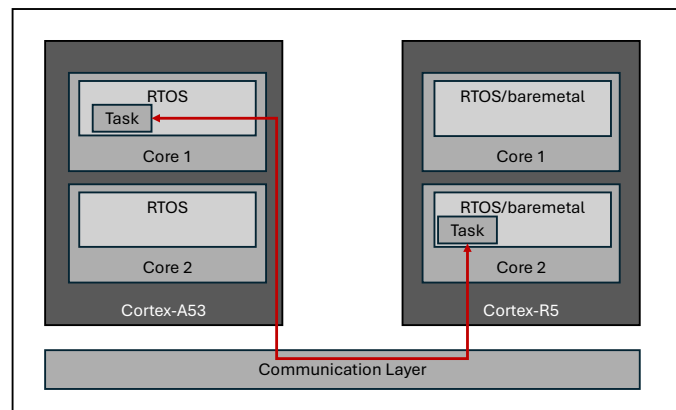 RTOS
Task
Core 1
RTOS
Core 2
Cortex-A53
RTOS/baremetal
Core 1
RTOS/baremetal
Task
Core 2
Cortex-R5
Communication Layer